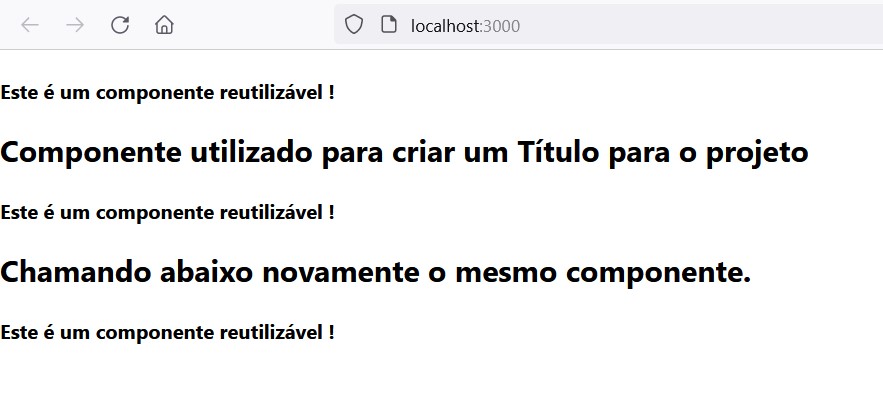 localhost:3000
Este é um componente reutilizável !
Componente utilizado para criar um Título para o projeto
Este é um componente reutilizável !
Chamando abaixo novamente o mesmo componente.
Este é um componente reutilizável !